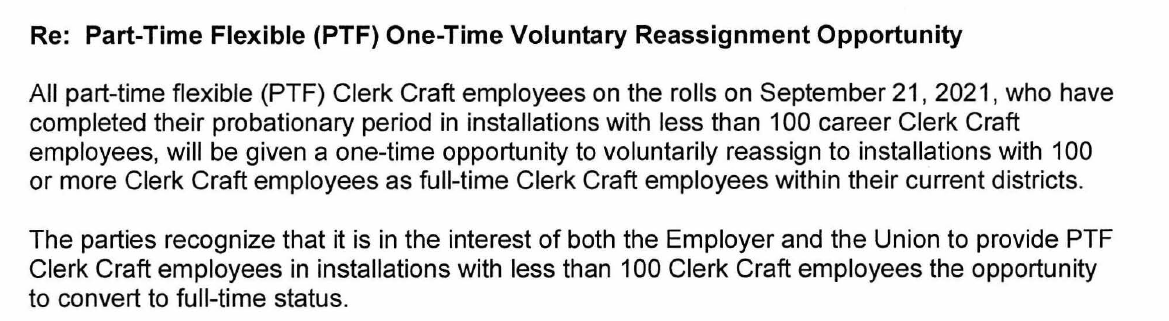 Re: Part-Time Flexible (PTF) One-Time Voluntary Reassignment Opportunity
All part-time flexible (PTF) Clerk Craft employees on the rolls on September 21, 2021, who have
completed their probationary period in installations with less than 100 career Clerk Craft
employees, will be given a one-time opportunity to voluntarily reassign to installations with 100
or more Clerk Craft employees as full-time Clerk Craft employees within their current districts.
The parties recognize that it is in the interest of both the Employer and the Union to provide PTF
Clerk Craft employees in installations with less than 100 Clerk Craft employees the opportunity
to convert to full-time status.